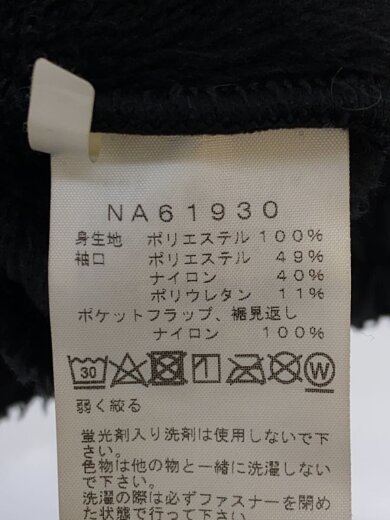 NA61930
身生地 ポリエステル 100%
袖口 ポリエステル 49%
ナイロン 40%
ポリウレタン 11%
ポケットフラップ、裾見返し
ナイロン 100%
30 W
弱く絞る
蛍光剤入り洗剤は使用しないで下
さい。
色物は他の物と一緒に洗濯しない
で下さい。
洗濯の際は必ずファスナーを閉め
た状態で行って下さい